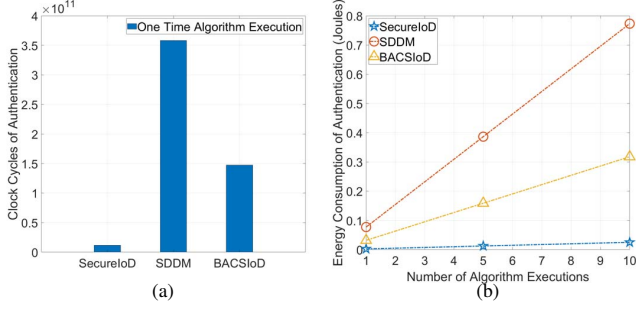 ×10¹¹
4
3.5
3
2.5
2
1.5
1
0.5
0
Clock Cycles of Authentication
One Time Algorithm Execution
SecureIoD SDDM BACSIoD
(a)
0.8
0.7
0.6
0.5
0.4
0.3
0.2
0.1
0
Energy Consumption of Authentication (Joules)
SecureIoD
SDDM
BACSIoD
1 2 3 4 5 6 7 8 9 10
Number of Algorithm Executions
(b)